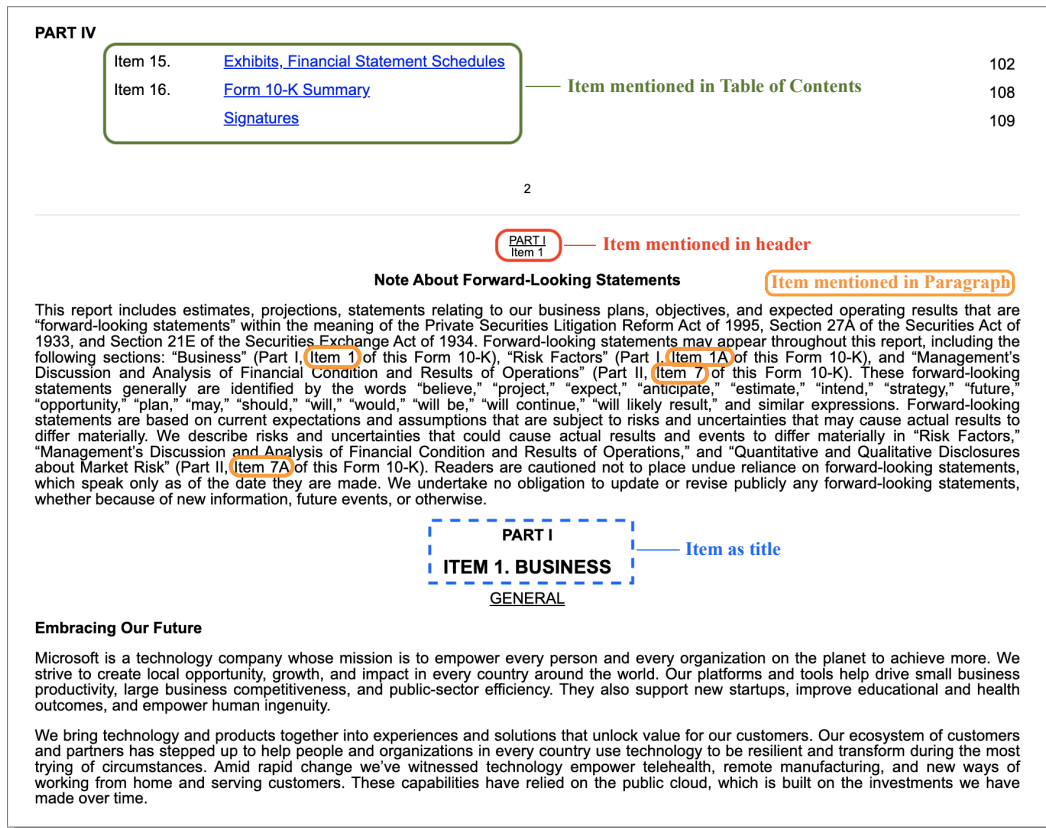 PART IV
Item 15. Exhibits, Financial Statement Schedules 102
Item 16. Form 10-K Summary 108
Signatures 109
Item mentioned in Table of Contents
2
PART I
Item 1
Item mentioned in header
Note About Forward-Looking Statements
Item mentioned in Paragraph
This report includes estimates, projections, statements relating to our business plans, objectives, and expected operating results that are
“forward-looking statements” within the meaning of the Private Securities Litigation Reform Act of 1995, Section 27A of the Securities Act of
1933, and Section 21E of the Securities Exchange Act of 1934. Forward-looking statements may appear throughout this report, including the
following sections: “Business” (Part I, Item 1 of this Form 10-K), “Risk Factors” (Part I, Item 1A of this Form 10-K), and “Management’s
Discussion and Analysis of Financial Condition and Results of Operations” (Part II, Item 7 of this Form 10-K). These forward-looking
statements generally are identified by the words “believe,” “project,” “expect,” “anticipate,” “estimate,” “intend,” “strategy,” “future,”
“opportunity,” “plan,” “may,” “should,” “will,” “would,” “will be,” “will continue,” “will likely result,” and similar expressions. Forward-looking
statements are based on current expectations and assumptions that are subject to risks and uncertainties that may cause actual results to
differ materially. We describe risks and uncertainties that could cause actual results and events to differ materially in “Risk Factors,”
“Management’s Discussion and Analysis of Financial Condition and Results of Operations,” and “Quantitative and Qualitative Disclosures
about Market Risk” (Part II, Item 7A of this Form 10-K). Readers are cautioned not to place undue reliance on forward-looking statements,
which speak only as of the date they are made. We undertake no obligation to update or revise publicly any forward-looking statements,
whether because of new information, future events, or otherwise.
PART I
ITEM 1. BUSINESS
Item as title
GENERAL
Embracing Our Future
Microsoft is a technology company whose mission is to empower every person and every organization on the planet to achieve more. We
strive to create local opportunity, growth, and impact in every country around the world. Our platforms and tools help drive small business
productivity, large business competitiveness, and public-sector efficiency. They also support new startups, improve educational and health
outcomes, and empower human ingenuity.
We bring technology and products together into experiences and solutions that unlock value for our customers. Our ecosystem of customers
and partners has stepped up to help people and organizations in every country use technology to be resilient and transform during the most
trying of circumstances. Amid rapid change we’ve witnessed technology empower telehealth, remote manufacturing, and new ways of
working from home and serving customers. These capabilities have relied on the public cloud, which is built on the investments we have
made over time.